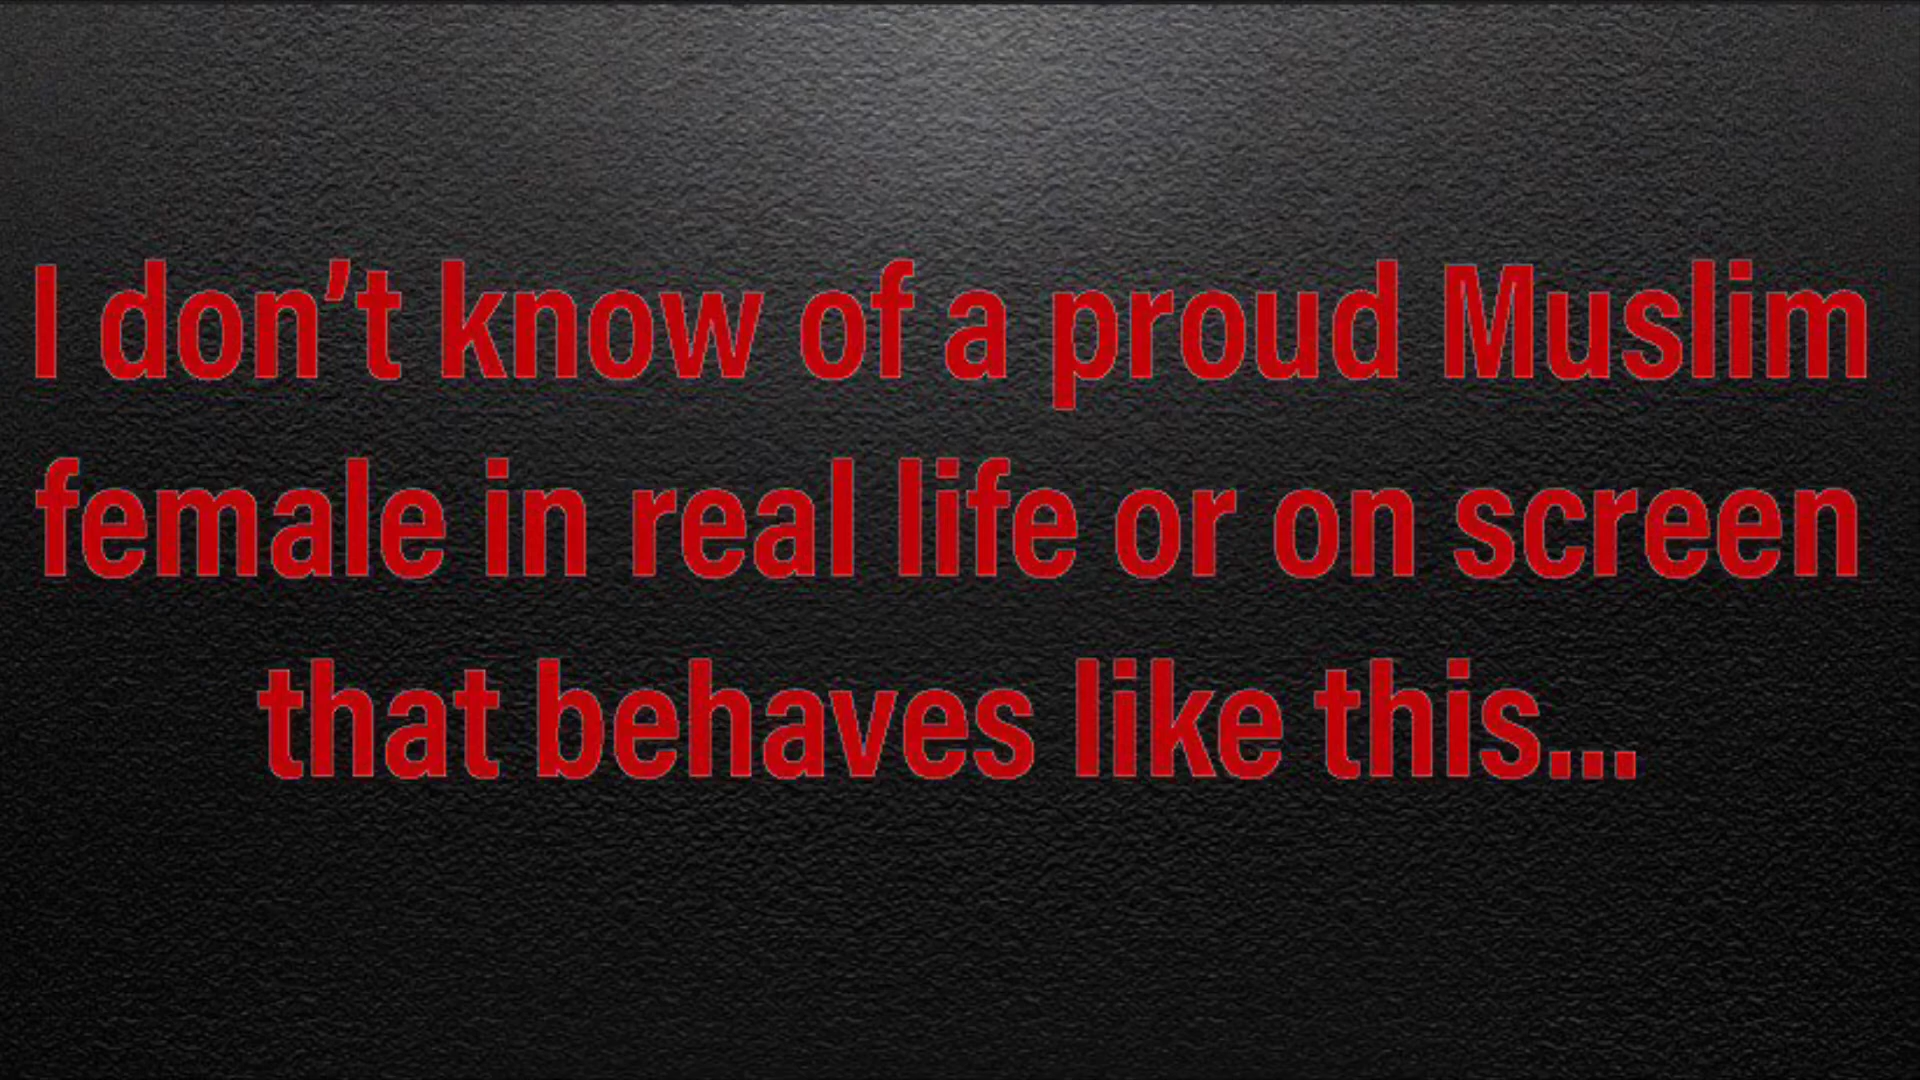 I don’t know of a proud Muslim
female in real life or on screen
that behaves like this...